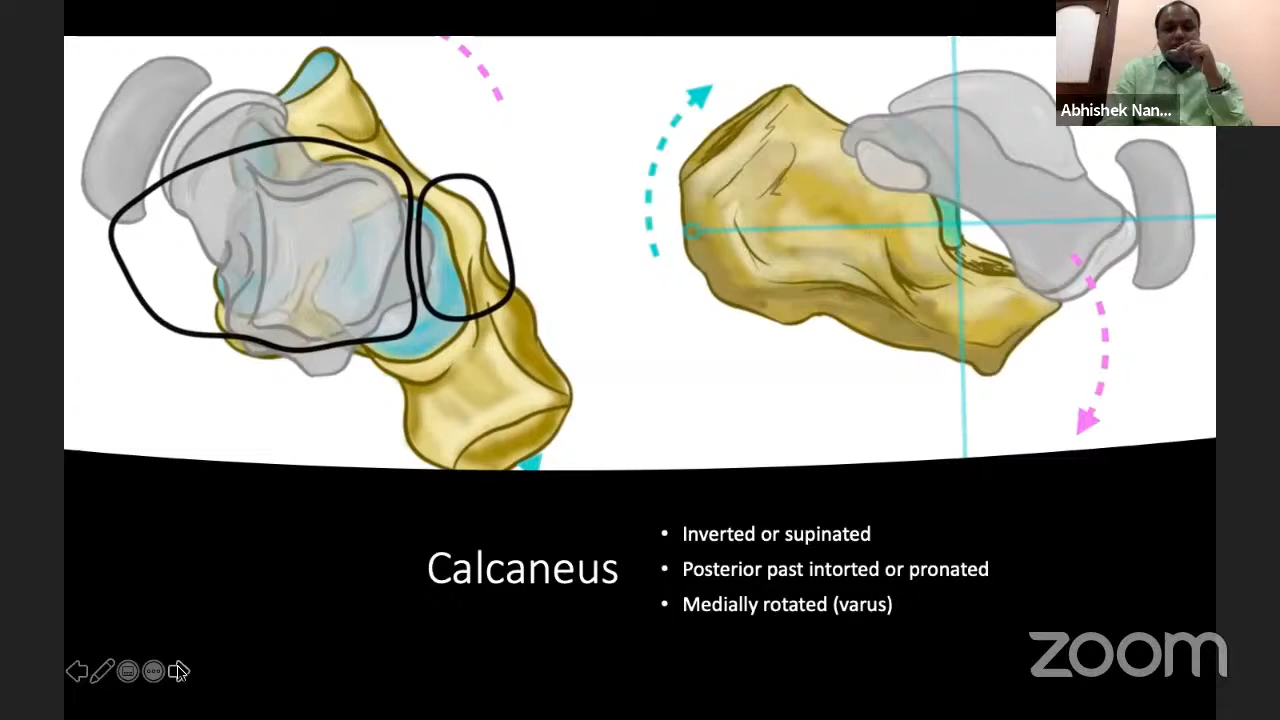 Abhishek Nan...
Calcaneus
• Inverted or supinated
• Posterior past intorted or pronated
• Medially rotated (varus)
zoom